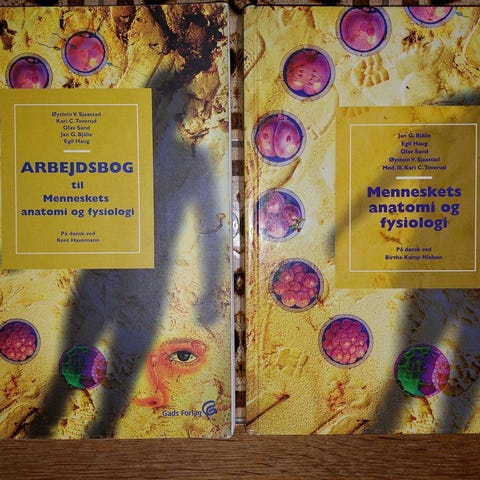 Øystein V. Sjaastad
Kari C. Toverud
Olav Sand
Jan G. Bjålie
Egil Haug
ARBEJDSBOG
til
Menneskets
anatomi og fysiologi
På dansk ved
Kent Havemann
Gads Forlag
Jan G. Bjålie
Egil Haug
Olav Sand
Øystein V. Sjaastad
Med. ill. Kari C. Toverud
Menneskets
anatomi og
fysiologi
På dansk ved
Birthe Kamp Nielsen